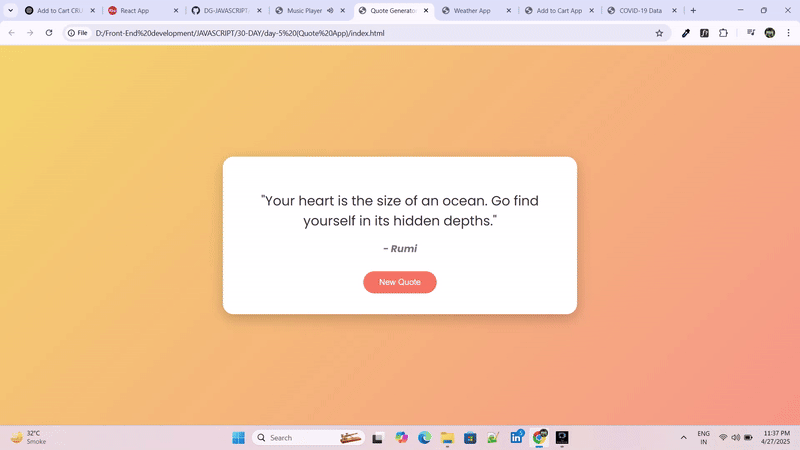 Add to Cart CRU
React App
DG-JAVASCRIPT-
Music Player
Quote Generator
Weather App
Add to Cart App
COVID-19 Data
File
D:/Front-End%20development/JAVASCRIPT/30-DAY/day-5%20(Quote%20App)/index.html
"Your heart is the size of an ocean. Go find
yourself in its hidden depths."
- Rumi
New Quote
32°C
Smoke
Search
ENG
IN
11:37 PM
4/27/2025